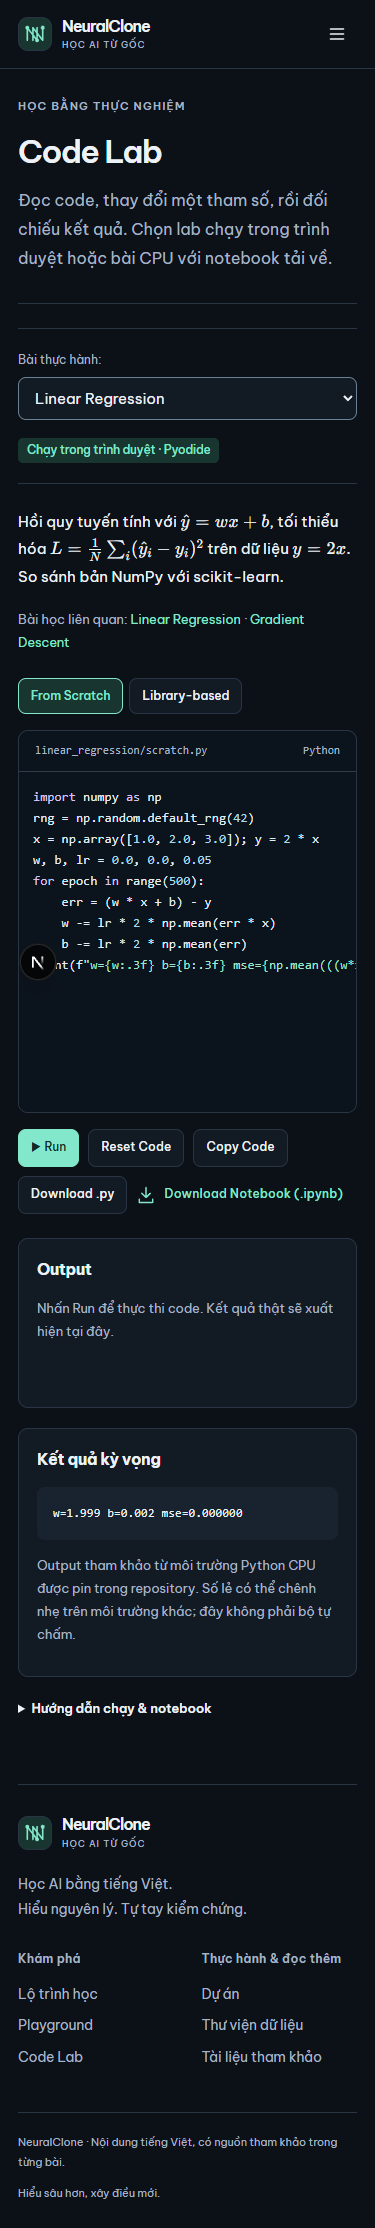 NeuralClone
HỌC AI TỪ GỐC
HỌC BẰNG THỰC NGHIỆM
Code Lab
Đọc code, thay đổi một tham số, rồi đối
chiếu kết quả. Chọn lab chạy trong trình
duyệt hoặc bài CPU với notebook tải về.
Bài thực hành:
Linear Regression
Chạy trong trình duyệt · Pyodide
Hồi quy tuyến tính với ŷ = wx + b, tối thiểu
hóa L = 1/N ∑ᵢ(ŷᵢ − yᵢ)² trên dữ liệu y = 2x.
So sánh bản NumPy với scikit-learn.
Bài học liên quan: Linear Regression · Gradient
Descent
From Scratch
Library-based
linear_regression/scratch.py
Python
import numpy as np
rng = np.random.default_rng(42)
x = np.array([1.0, 2.0, 3.0]); y = 2 * x
w, b, lr = 0.0, 0.0, 0.05
for epoch in range(500):
    err = (w * x + b) - y
    w -= lr * 2 * np.mean(err * x)
    b -= lr * 2 * np.mean(err)
nt(f"w={w:.3f} b={b:.3f} mse={np.mean(((w*
N
▶ Run
Reset Code
Copy Code
Download .py
Download Notebook (.ipynb)
Output
Nhấn Run để thực thi code. Kết quả thật sẽ xuất
hiện tại đây.
Kết quả kỳ vọng
w=1.999 b=0.002 mse=0.000000
Output tham khảo từ môi trường Python CPU
được pin trong repository. Số lẻ có thể chênh
nhẹ trên môi trường khác; đây không phải bộ tự
chấm.
▶ Hướng dẫn chạy & notebook
NeuralClone
HỌC AI TỪ GỐC
Học AI bằng tiếng Việt.
Hiểu nguyên lý. Tự tay kiểm chứng.
Khám phá
Lộ trình học
Playground
Code Lab
Thực hành & đọc thêm
Dự án
Thư viện dữ liệu
Tài liệu tham khảo
NeuralClone · Nội dung tiếng Việt, có nguồn tham khảo trong
từng bài.
Hiểu sâu hơn, xây điều mới.